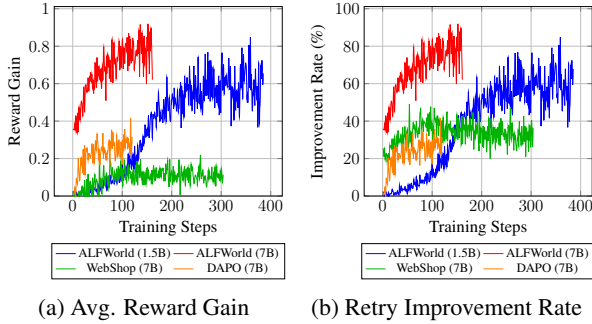 1
0.8
0.6
0.4
0.2
0
Reward Gain
0 100 200 300 400
Training Steps
ALFWorld (1.5B) ALFWorld (7B)
WebShop (7B) DAPO (7B)
(a) Avg. Reward Gain
100
80
60
40
20
0
Improvement Rate (%)
0 100 200 300 400
Training Steps
ALFWorld (1.5B) ALFWorld (7B)
WebShop (7B) DAPO (7B)
(b) Retry Improvement Rate